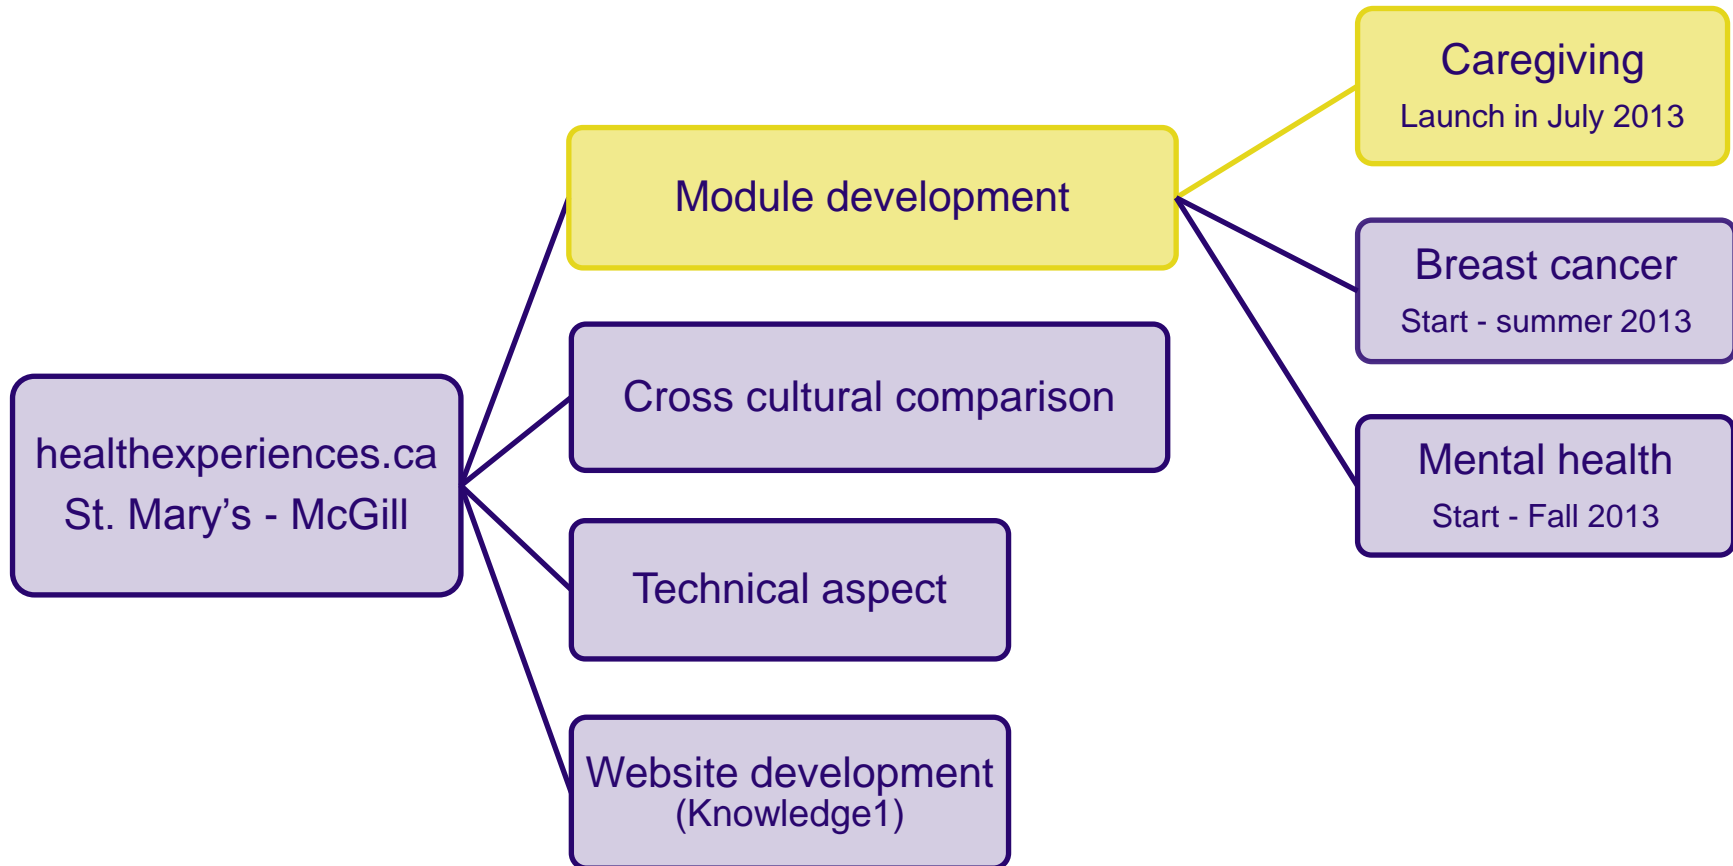 healthexperiences.ca
St. Mary’s - McGill
Module development
Cross cultural comparison
Technical aspect
Website development
(Knowledge1)
Caregiving
Launch in July 2013
Breast cancer
Start - summer 2013
Mental health
Start - Fall 2013